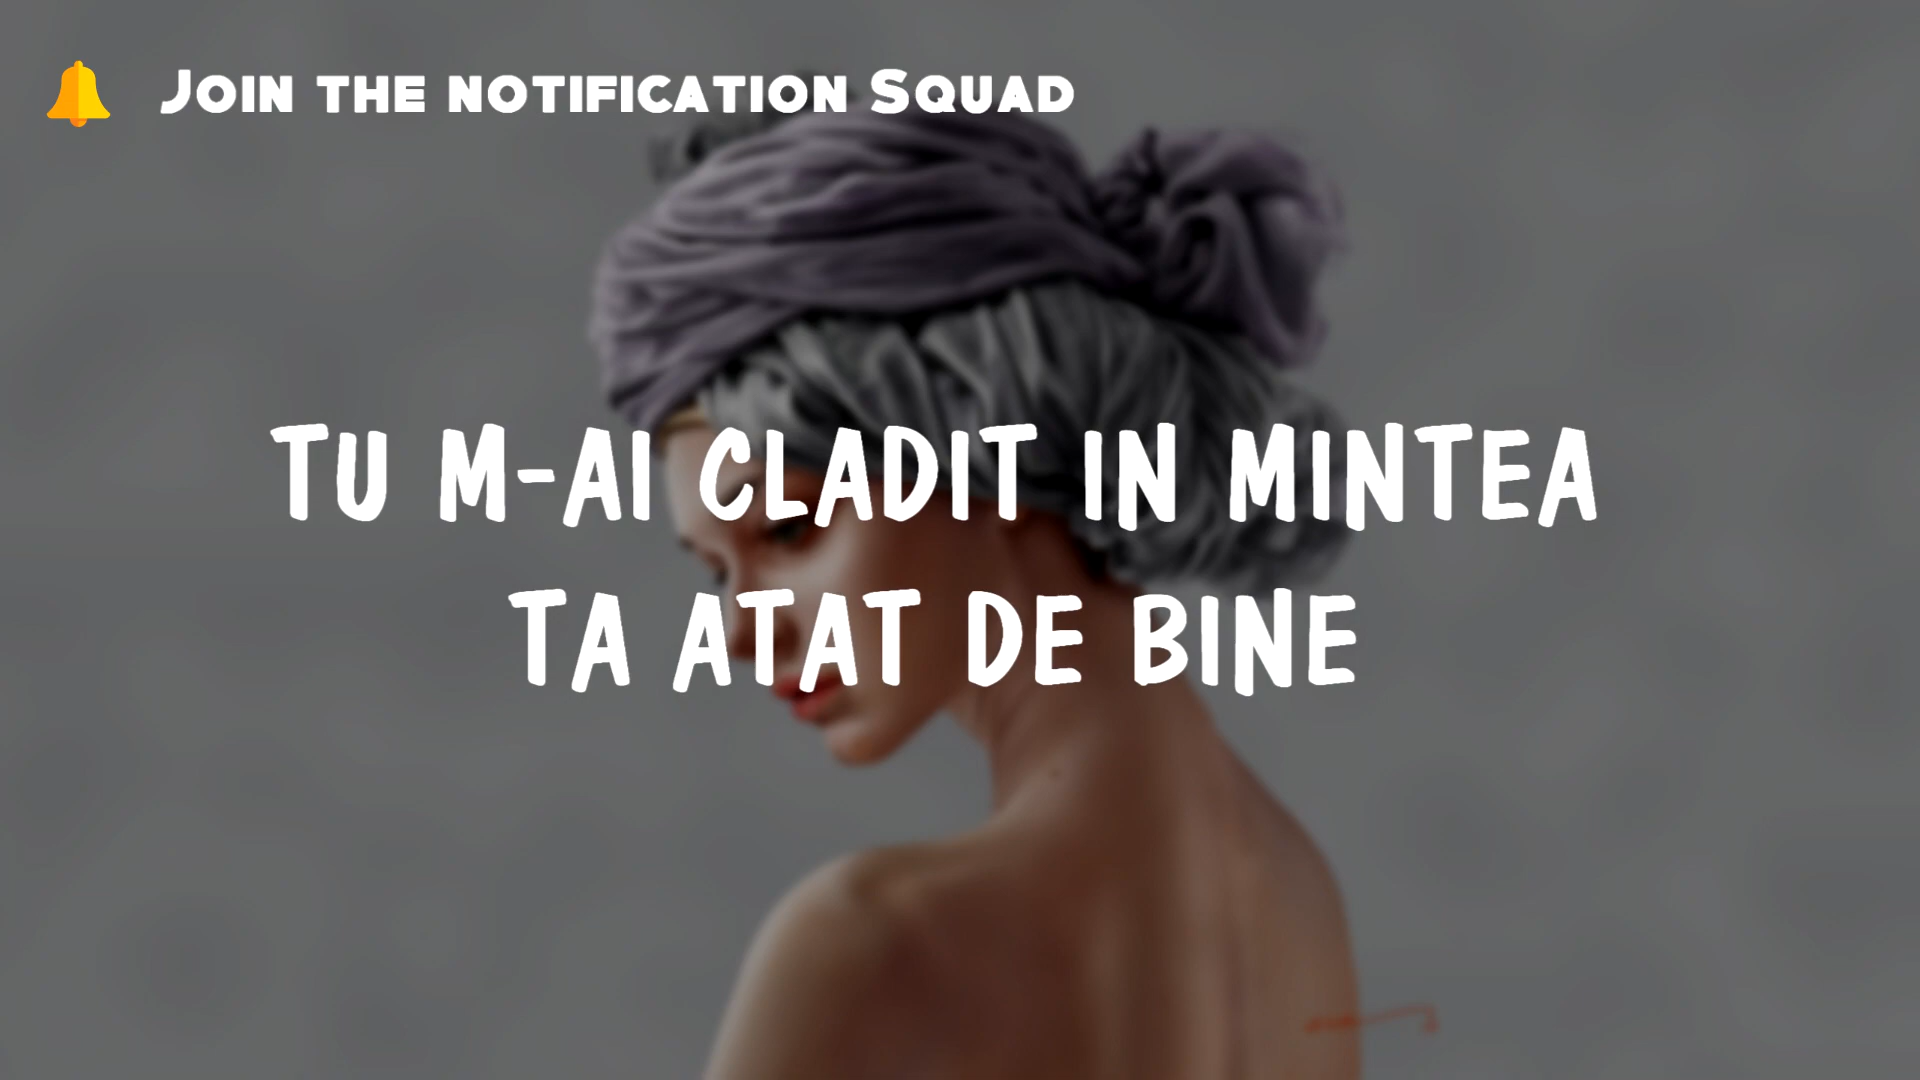 Join the notification Squad
TU M-AI CLADIT IN MINTEA
TA ATAT DE BINE